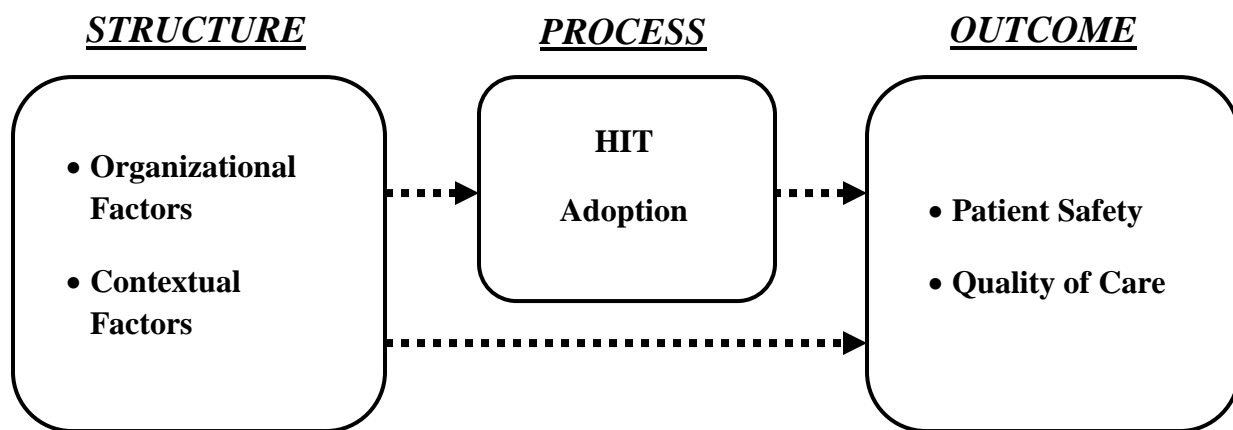 STRUCTURE
• Organizational
Factors
• Contextual
Factors
PROCESS
HIT
Adoption
OUTCOME
• Patient Safety
• Quality of Care